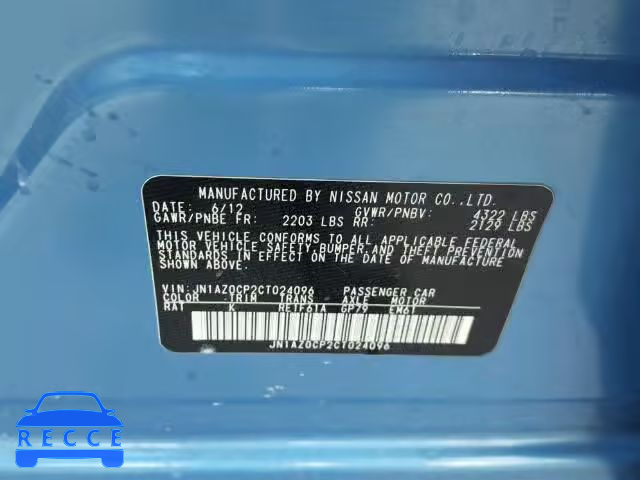 MANUFACTURED BY NISSAN MOTOR CO.,LTD.
DATE: 6/12 GVWR/PNBV: 4322 LBS
GAWR/PNBE FR: 2203 LBS RR: 2129 LBS
THIS VEHICLE CONFORMS TO ALL APPLICABLE FEDERAL
MOTOR VEHICLE SAFETY,BUMPER,AND THEFT PREVENTION
STANDARDS IN EFFECT ON THE DATE OF MANUFACTURE
SHOWN ABOVE.
VIN: JN1AZ0CP2CT024096 PASSENGER CAR
COLOR TRIM TRANS AXLE MOTOR
RAT K RE1F61A GP79 EM61
JN1AZ0CP2CT024096
RECCE